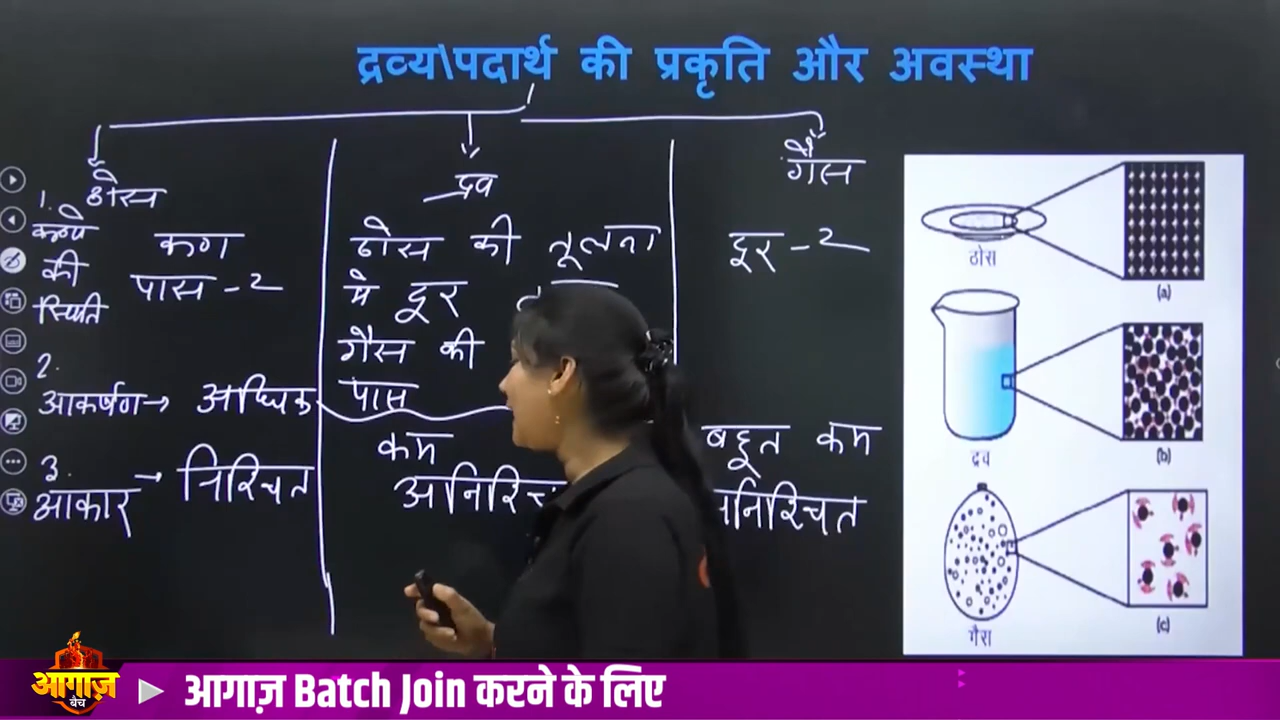 द्रव्य\पदार्थ की प्रकृति और अवस्था
ठोस
द्रव
गैस
1.
कणो की स्थिति
कण
पास-2
ठोस की तूलना
मे दूर
गैस की
पास
दूर-2
2.
आकर्षण→ अधिक
कम
बहूत कम
3.
आकार → निश्चित
अनिश्चि
निश्चित
ठोस
(a)
द्रव
(b)
गैस
(c)
आगाज़
बैच
आगाज़ Batch Join करने के लिए